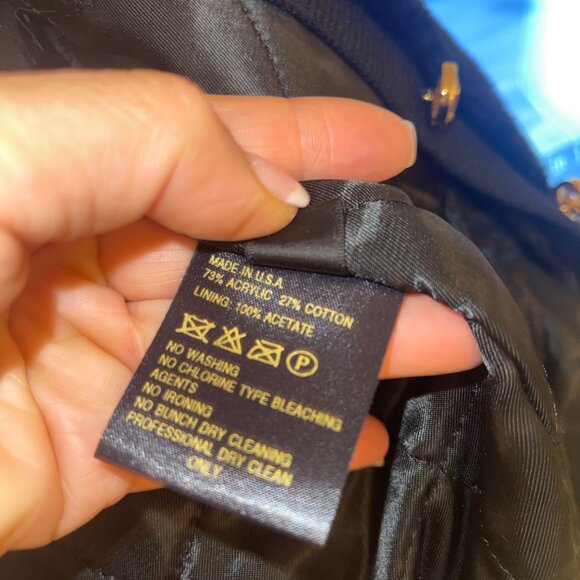 MADE IN U.S.A.
73% ACRYLIC 27% COTTON
LINING: 100% ACETATE
P
NO WASHING
NO CHLORINE TYPE BLEACHING
AGENTS
NO IRONING
NO BUNCH DRY CLEANING
PROFESSIONAL DRY CLEAN
ONLY